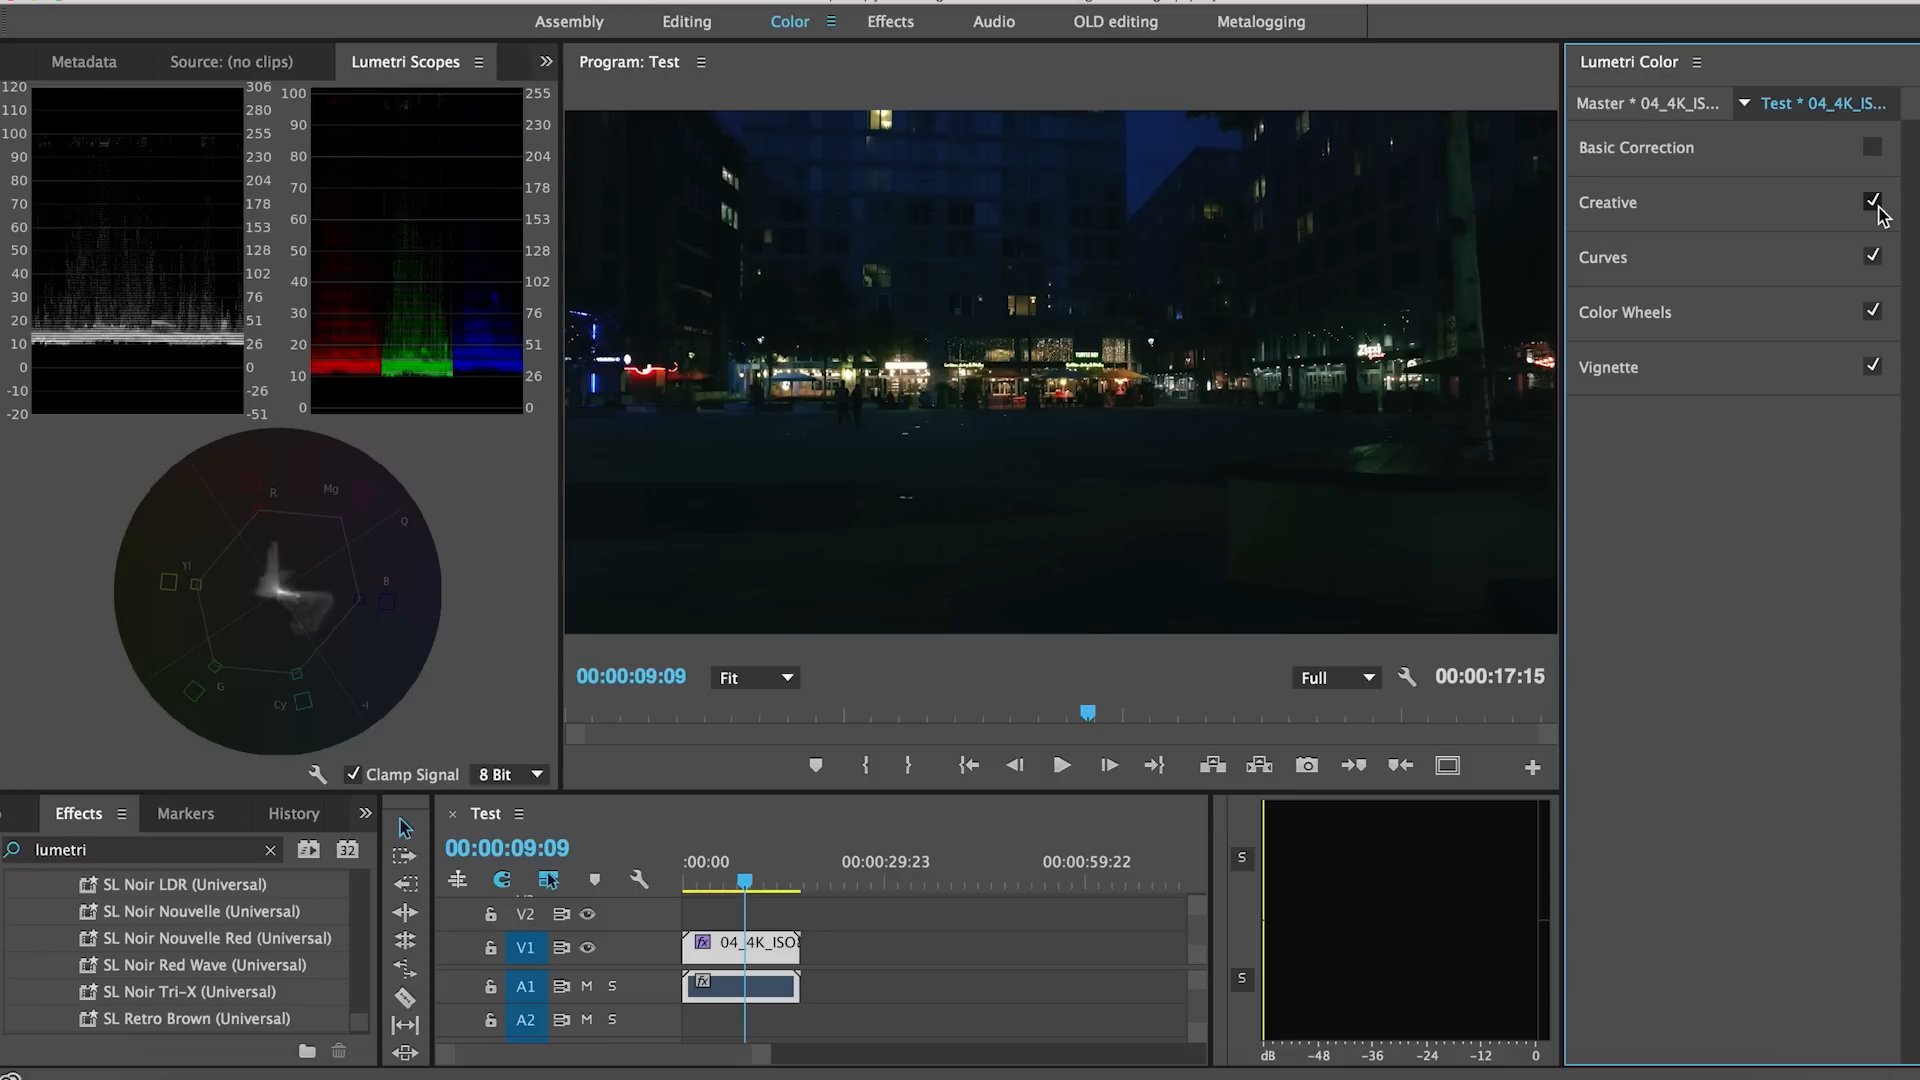 Assembly Editing Color Effects Audio OLD editing Metalogging
Metadata Source: (no clips) Lumetri Scopes
Program: Test
Lumetri Color
Master * 04_4K_IS... Test * 04_4K_IS...
Basic Correction
Creative
Curves
Color Wheels
Vignette
120 306 100 255
110 280 90 230
100 255 80 204
90 230 70 178
80 204 60 153
70 178 50 128
60 153 40 102
50 128 30 76
40 102 20 51
30 76 10 26
20 51 0 0
10 26
0 0
-10 -26
-20 -51
R Mg Q
Yl B
G Cy -I
Clamp Signal 8 Bit
00:00:09:09 Fit Full 00:00:17:15
Effects Markers History
lumetri 32
SL Noir LDR (Universal)
SL Noir Nouvelle (Universal)
SL Noir Nouvelle Red (Universal)
SL Noir Red Wave (Universal)
SL Noir Tri-X (Universal)
SL Retro Brown (Universal)
× Test
00:00:09:09
:00:00 00:00:29:23 00:00:59:22
V2
V1 fx 04_4K_ISO
A1 M S fx
A2 M S
S
S
dB -48 -36 -24 -12 0